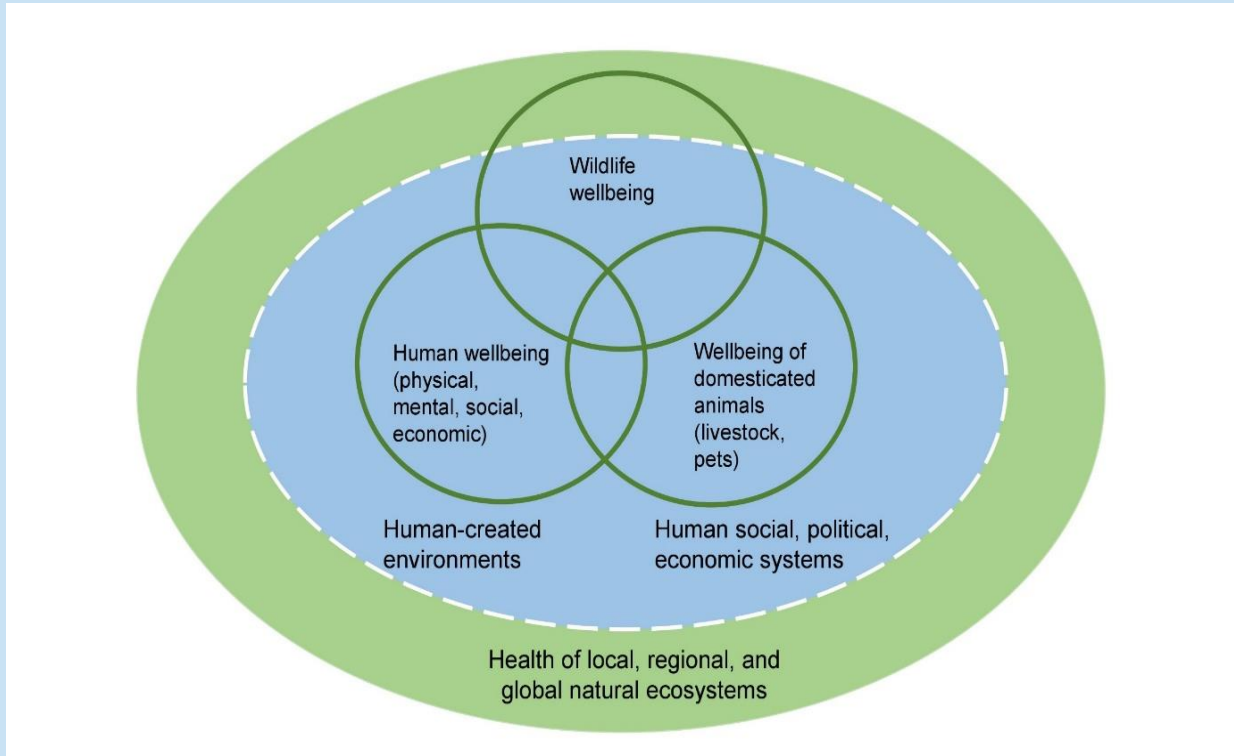 Wildlife
wellbeing
Human wellbeing
(physical,
mental, social,
economic)
Wellbeing of
domesticated
animals
(livestock,
pets)
Human-created
environments
Human social, political,
economic systems
Health of local, regional, and
global natural ecosystems